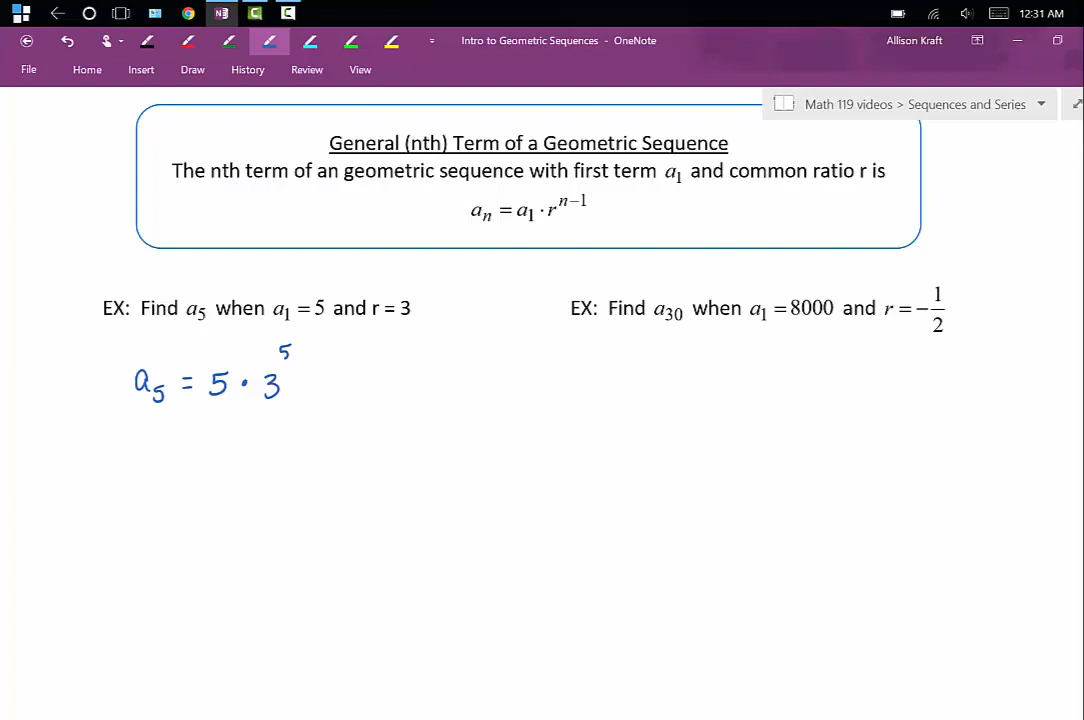 12:31 AM
Intro to Geometric Sequences - OneNote
Allison Kraft
File Home Insert Draw History Review View
Math 119 videos > Sequences and Series
General (nth) Term of a Geometric Sequence
The nth term of an geometric sequence with first term a₁ and common ratio r is
aₙ = a₁ · rⁿ⁻¹
EX: Find a₅ when a₁ = 5 and r = 3
EX: Find a₃₀ when a₁ = 8000 and r = −1/2
a₅ = 5 · 3⁵